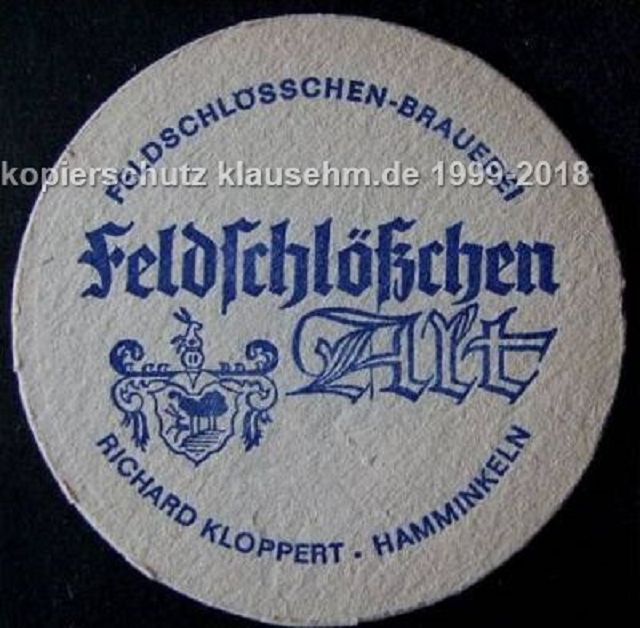 FELDSCHLÖSSCHEN-BRAUEREI
kopierschutz klausehm.de 1999-2018
Feldſchlößchen
Alt
RICHARD KLOPPERT · HAMMINKELN